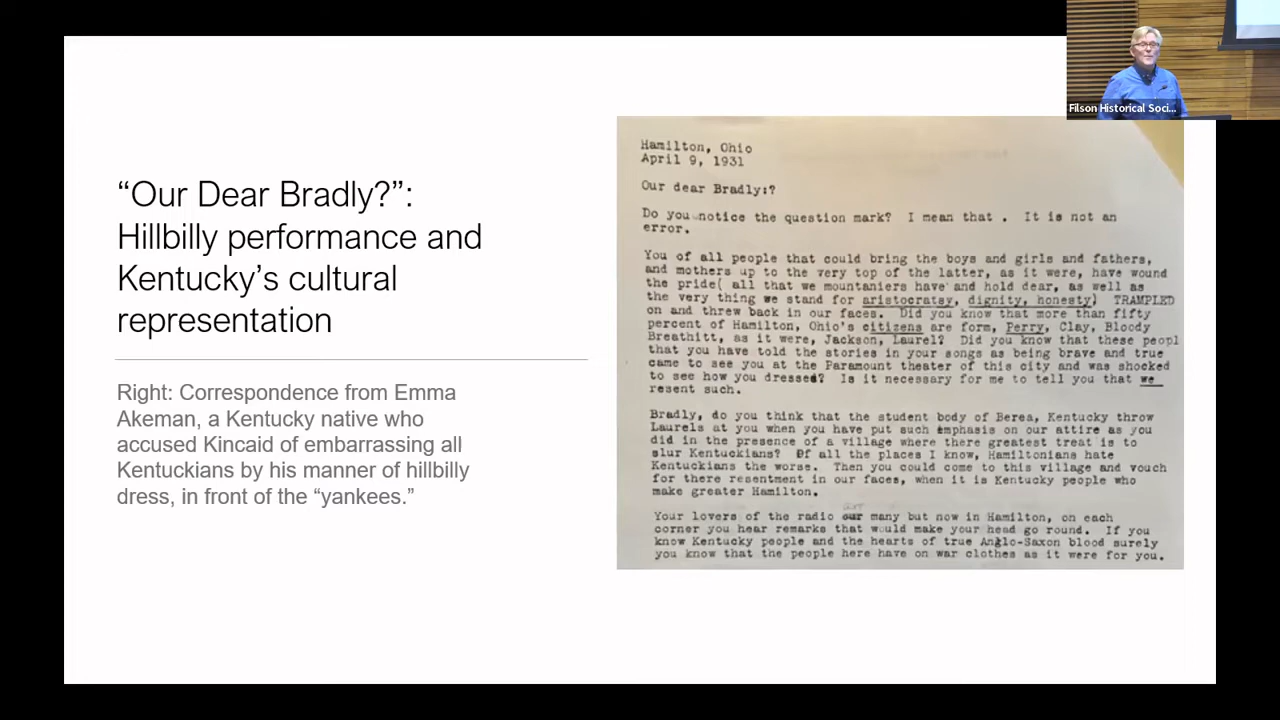 Filson Historical Soci...
“Our Dear Bradly?”:
Hillbilly performance and
Kentucky’s cultural
representation
Right: Correspondence from Emma
Akeman, a Kentucky native who
accused Kincaid of embarrassing all
Kentuckians by his manner of hillbilly
dress, in front of the “yankees.”
Hamilton, Ohio
April 9, 1931
Our dear Bradly:?
Do you notice the question mark? I mean that . It is not an
error.
You of all people that could bring the boys and girls and fathers,
and mothers up to the very top of the latter, as it were, have wound
the pride( all that we mountaniers have and hold dear, as well as
the very thing we stand for aristocratsy, dignity, honesty) TRAMPLED
on and threw back in our faces. Did you know that more than fifty
percent of Hamilton, Ohio's citizens are form, Perry, Clay, Bloody
Breathitt, as it were, Jackson, Laurel? Did you know that these peopl
that you have told the stories in your songs as being brave and true
came to see you at the Paramount theater of this city and was shocked
to see how you dressed? Is it necessary for me to tell you that we
resent such.
Bradly, do you think that the student body of Berea, Kentucky throw
Laurels at you when you have put such emphasis on our attire as you
did in the presence of a village where there greatest treat is to
slur Kentuckians? Of all the places I know, Hamiltonians hate
Kentuckians the worse. Then you could come to this village and vouch
for there resentment in our faces, when it is Kentucky people who
make greater Hamilton.
Your lovers of the radio our many but now in Hamilton, on each
corner you hear remarks that would make your head go round. If you
know Kentucky people and the hearts of true Anglo-Saxon blood surely
you know that the people here have on war clothes as it were for you.